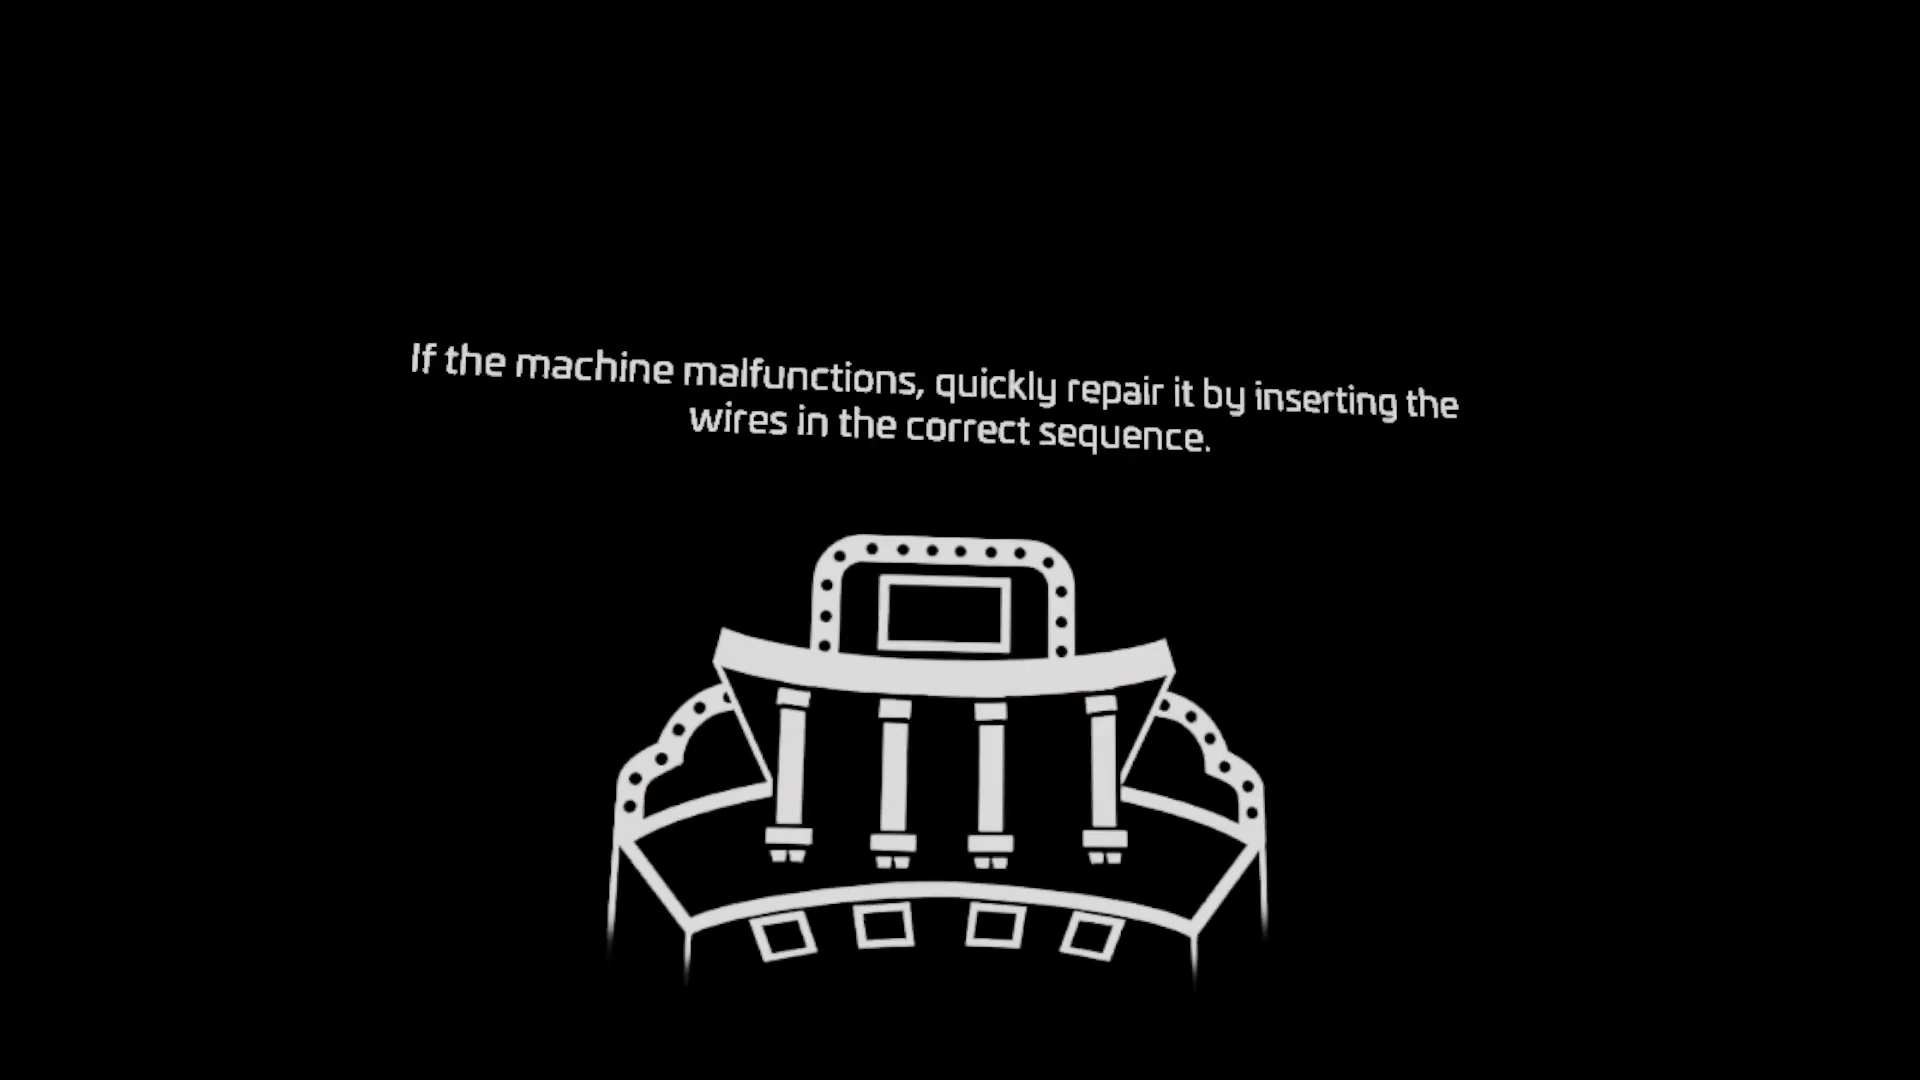 If the machine malfunctions, quickly repair it by inserting the
wires in the correct sequence.